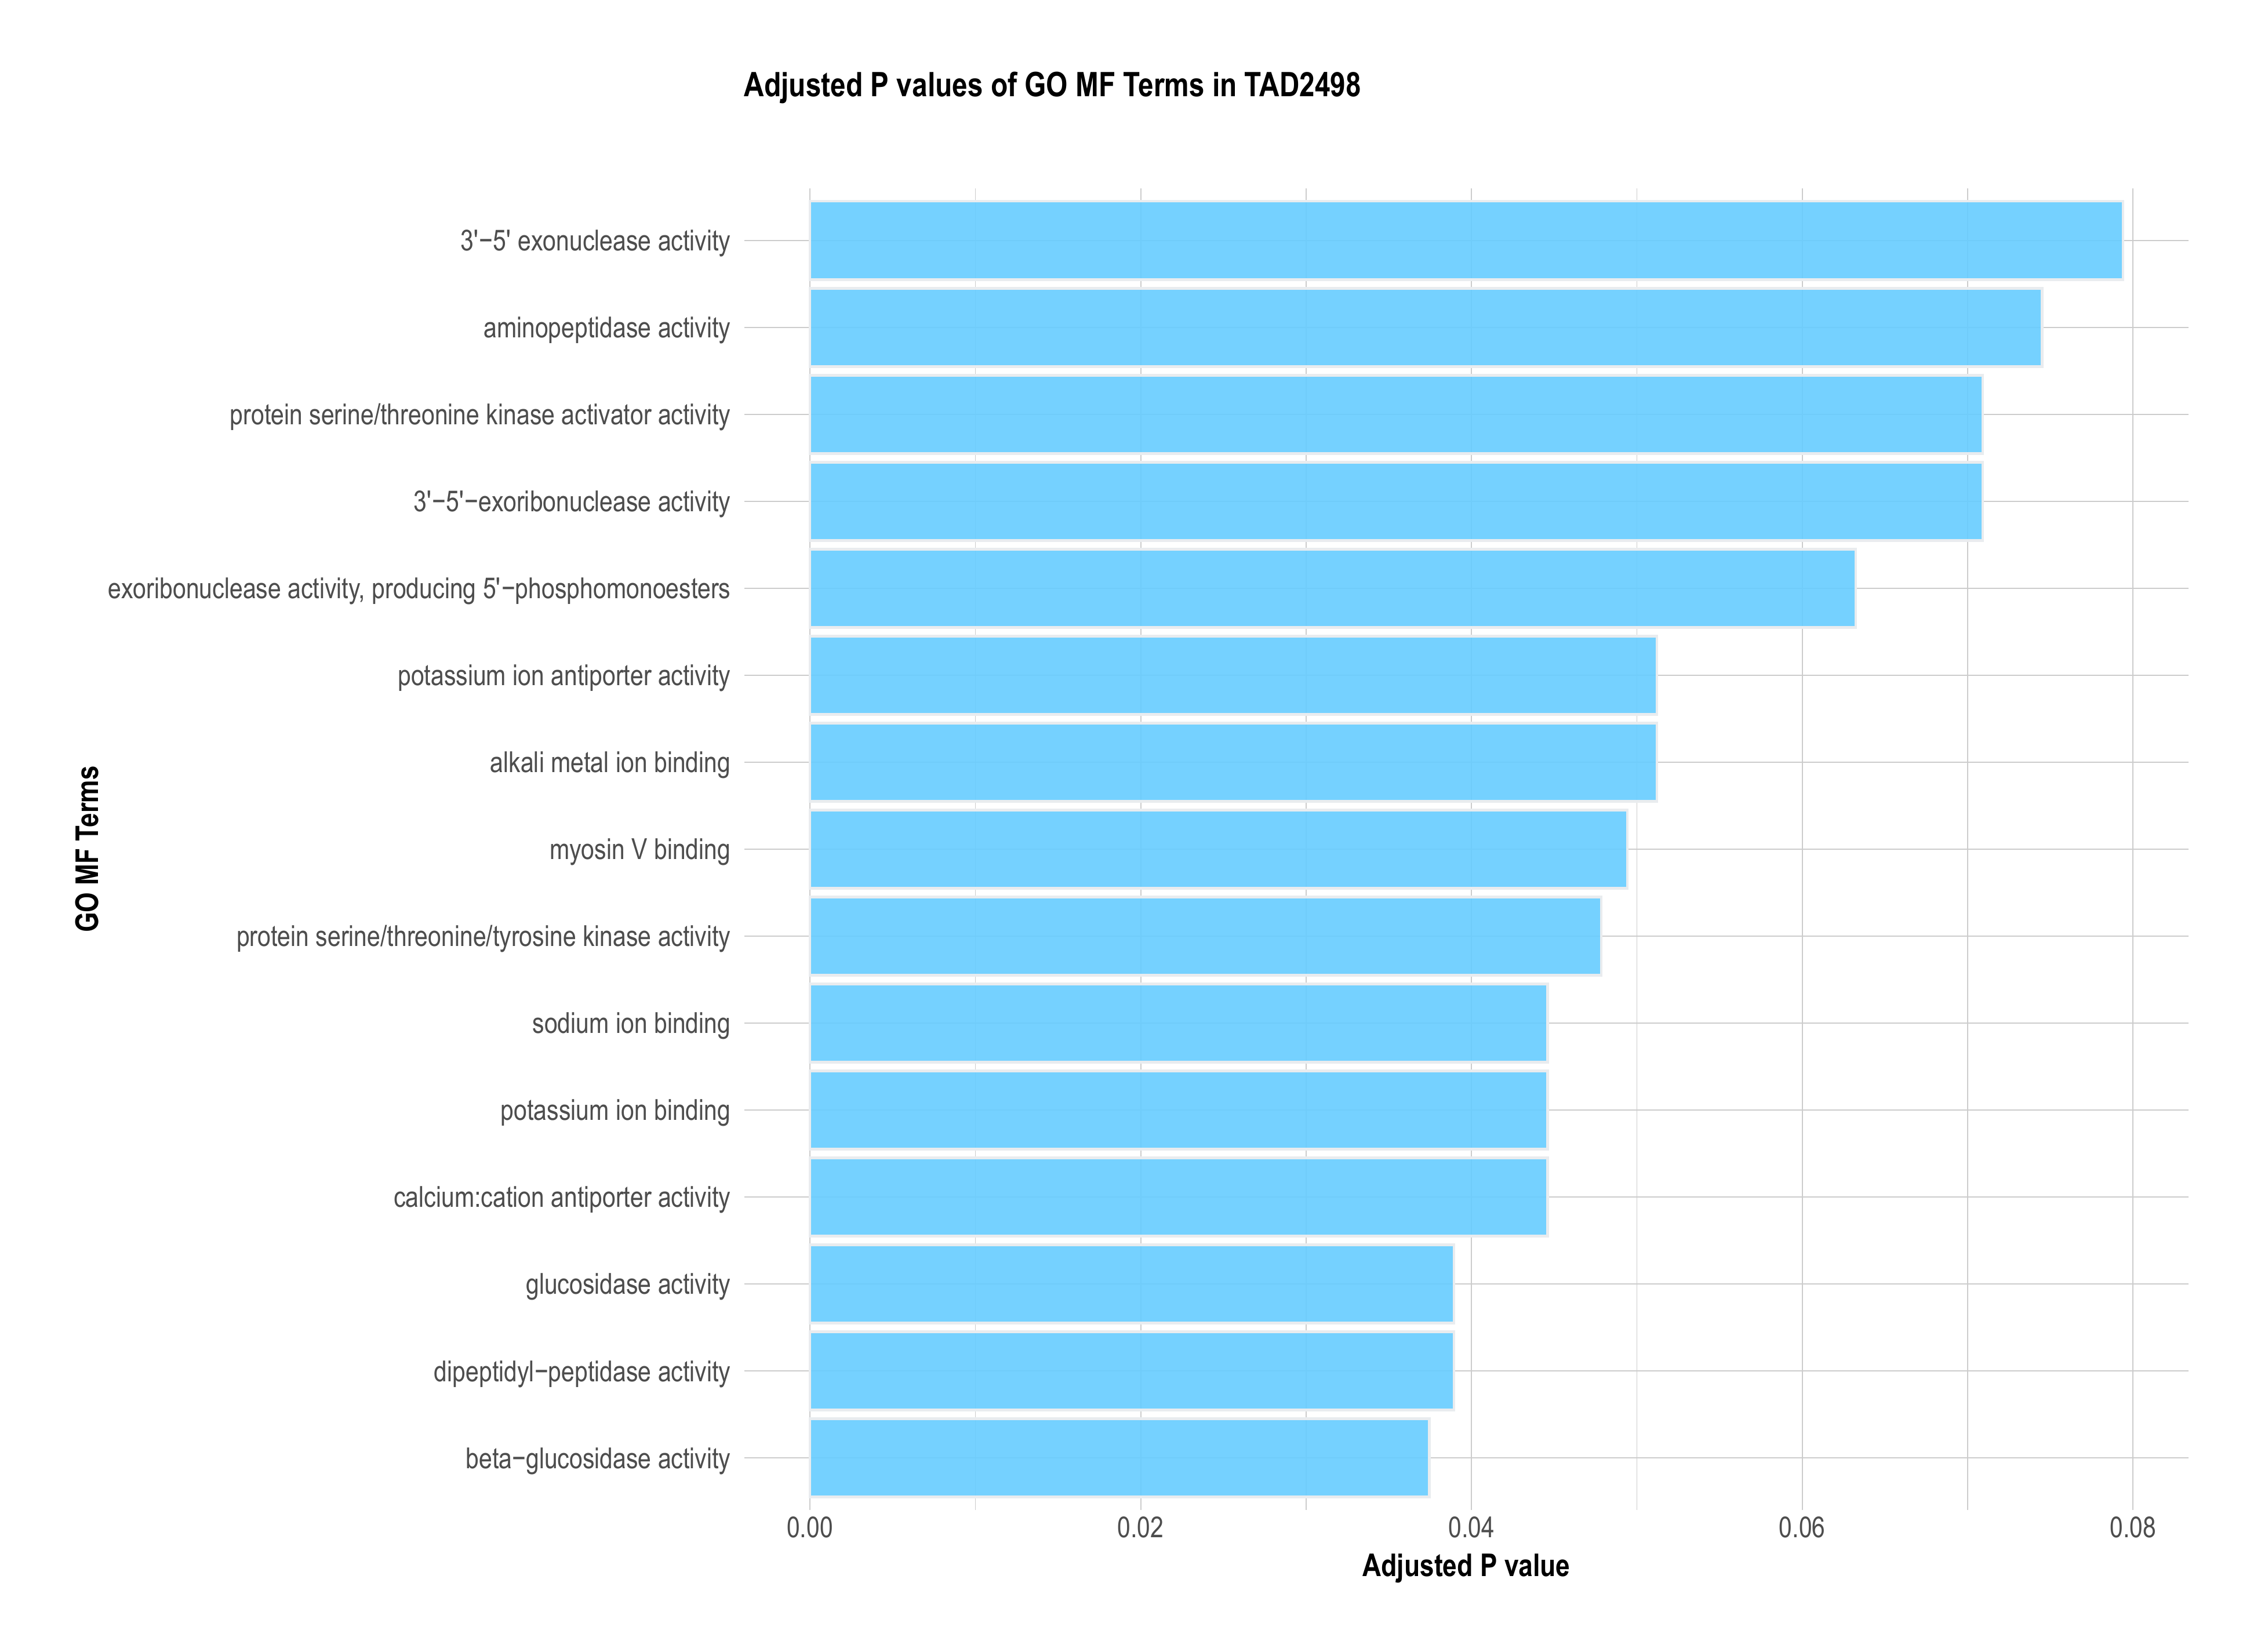 Adjusted P values of GO MF Terms in TAD2498
3'−5' exonuclease activity
aminopeptidase activity
protein serine/threonine kinase activator activity
3'−5'−exoribonuclease activity
exoribonuclease activity, producing 5'−phosphomonoesters
potassium ion antiporter activity
alkali metal ion binding
myosin V binding
protein serine/threonine/tyrosine kinase activity
sodium ion binding
potassium ion binding
calcium:cation antiporter activity
glucosidase activity
dipeptidyl−peptidase activity
beta−glucosidase activity
GO MF Terms
0.00 0.02 0.04 0.06 0.08
Adjusted P value